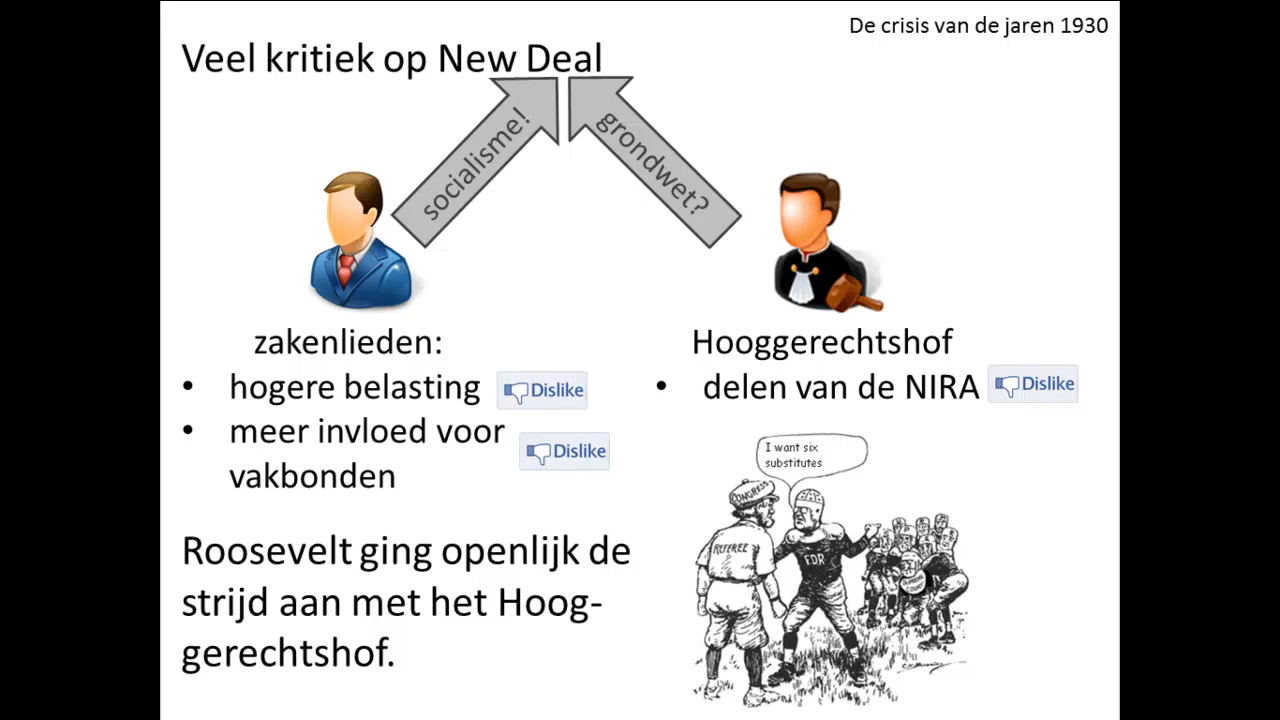 De crisis van de jaren 1930
Veel kritiek op New Deal
socialisme!
grondwet?
zakenlieden:
• hogere belasting
Dislike
• meer invloed voor
vakbonden
Dislike
Hooggerechtshof
• delen van de NIRA
Dislike
I want six
substitutes
CONGRESS
REFEREE
FDR
Roosevelt ging openlijk de
strijd aan met het Hoog-
gerechtshof.